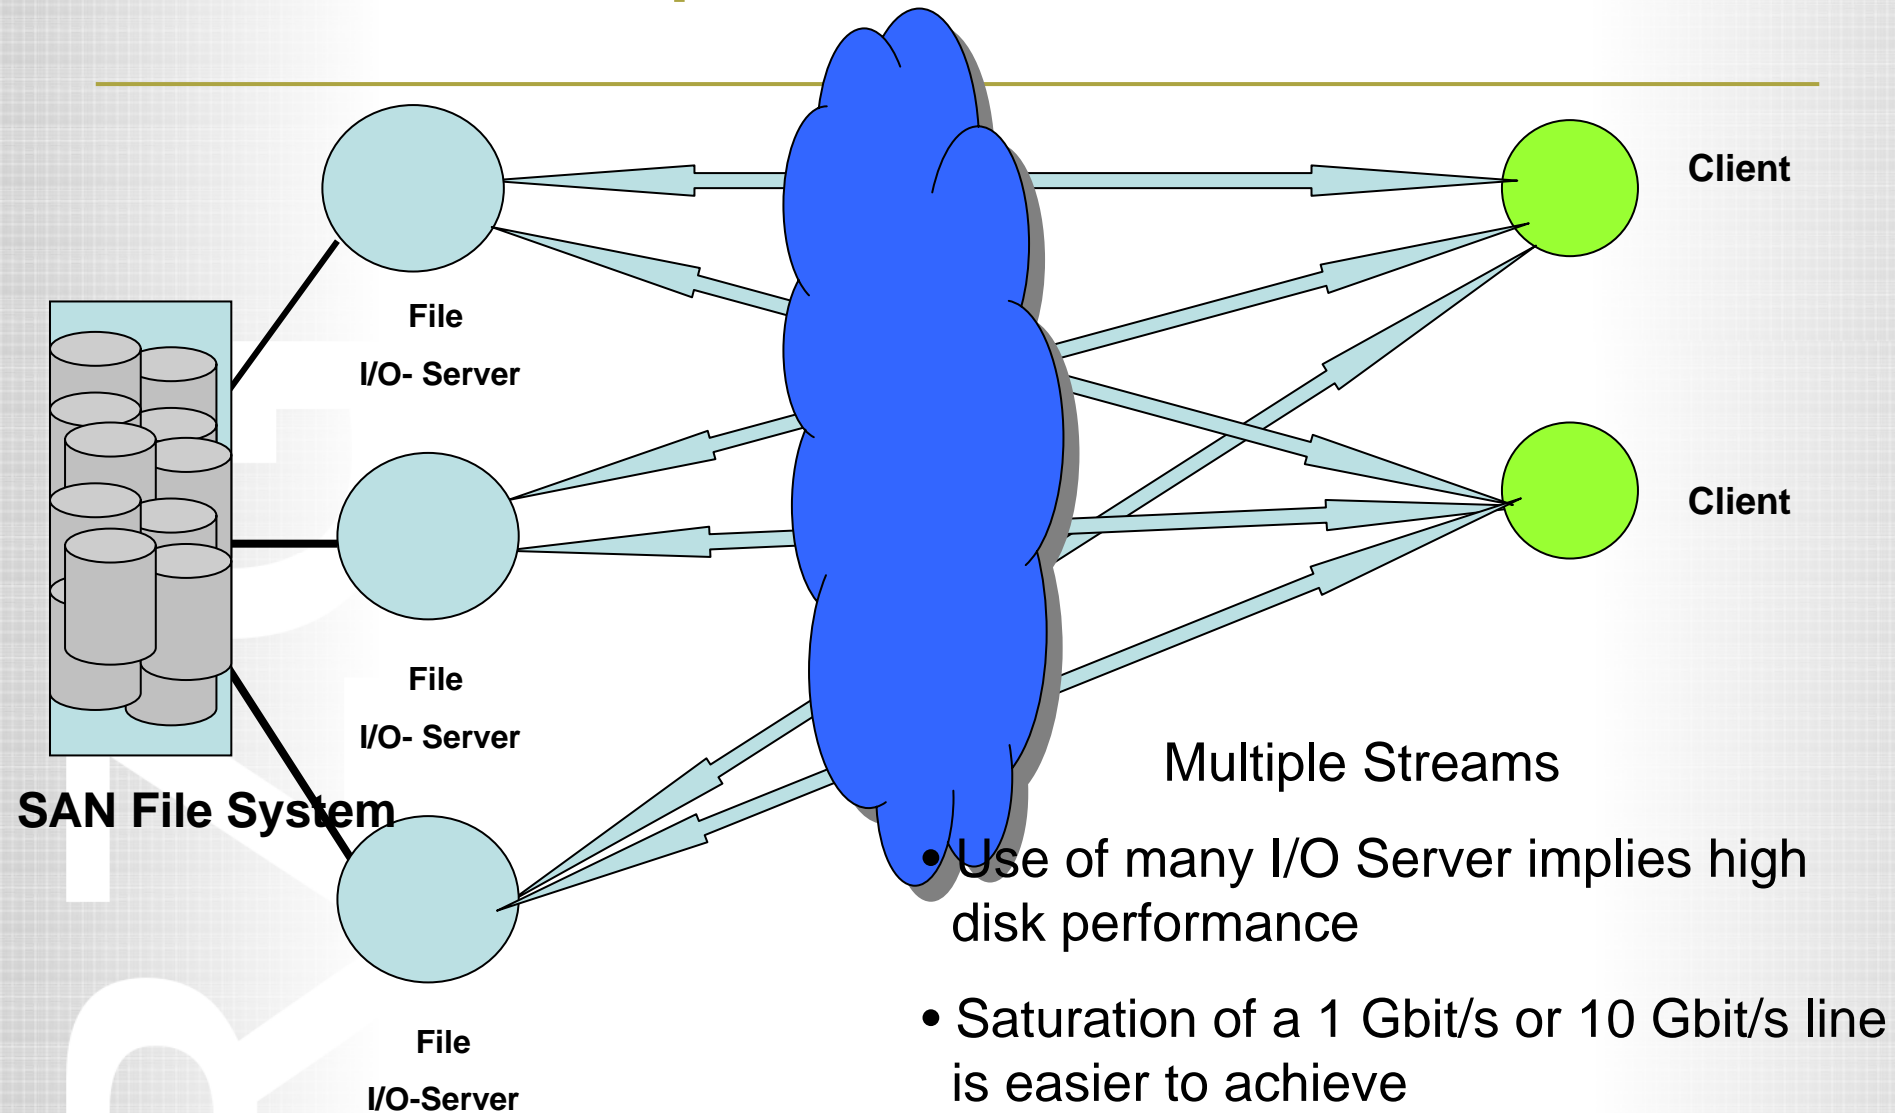 Client
File
I/O- Server
Client
File
I/O- Server
SAN File System
Multiple Streams
• Use of many I/O Server implies high
disk performance
• Saturation of a 1 Gbit/s or 10 Gbit/s line
is easier to achieve
File
I/O-Server